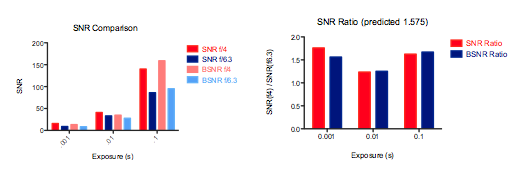 SNR Comparison
200
150
100
50
0
SNR
.001
.01
.1
Exposure (s)
SNR f/4
SNR f/6.3
BSNR f/4
BSNR f/6.3
SNR Ratio (predicted 1.575)
2.0
1.5
1.0
0.5
0.0
SNR(f4) / SNR(f6.3)
0.001
0.01
0.1
Exposure (s)
SNR Ratio
BSNR Ratio